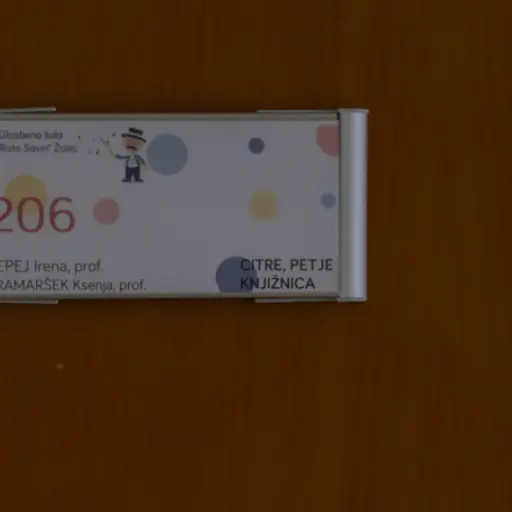 Glasbena šola
"Risto Savin" Žalec
206
EPEJ Irena, prof.
RAMARŠEK Ksenja, prof.
CITRE, PETJE
KNJIŽNICA